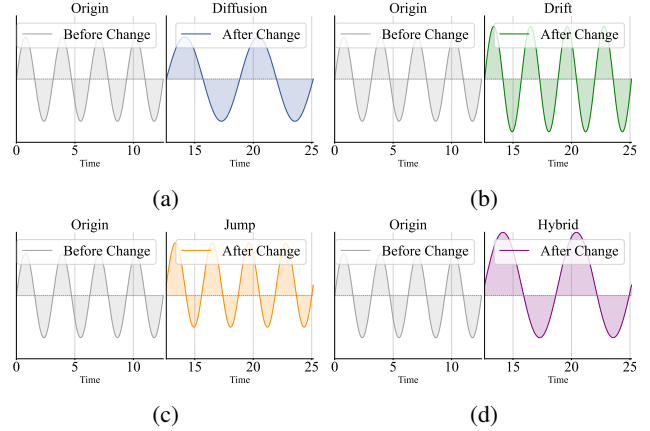 Origin Diffusion
Before Change After Change
0 5 10 15 20 25
Time Time
(a)
Origin Drift
Before Change After Change
0 5 10 15 20 25
Time Time
(b)
Origin Jump
Before Change After Change
0 5 10 15 20 25
Time Time
(c)
Origin Hybrid
Before Change After Change
0 5 10 15 20 25
Time Time
(d)